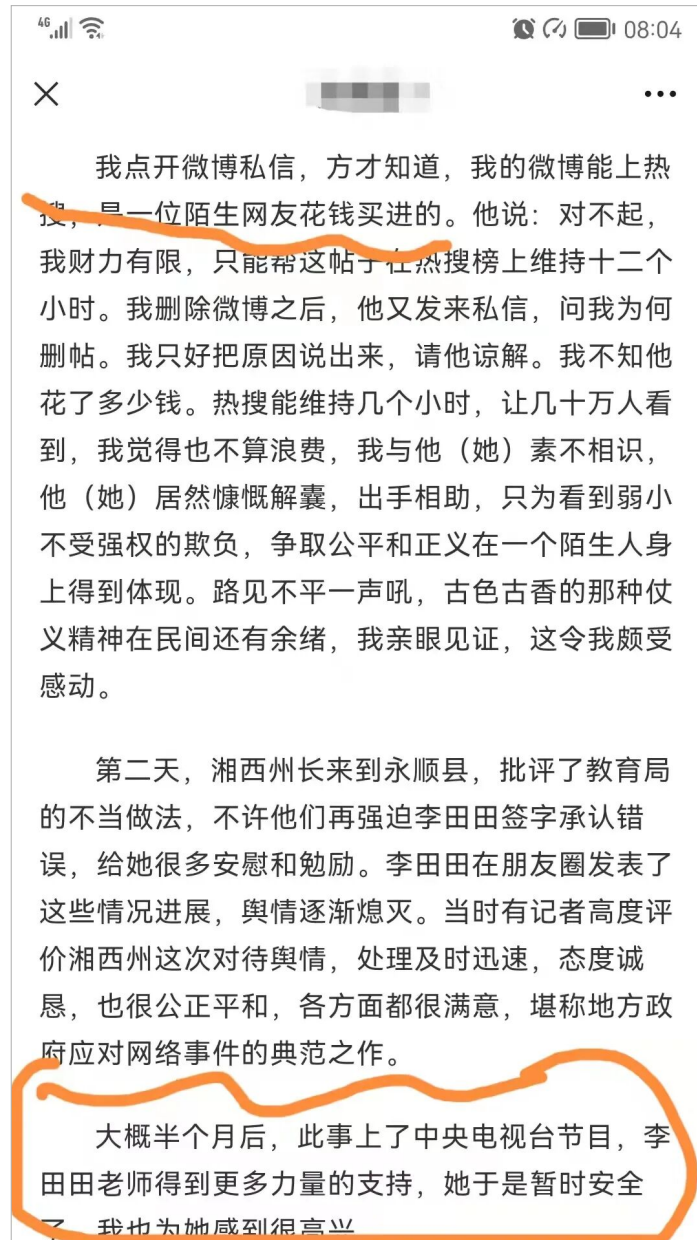 4G 08:04
我点开微博私信，方才知道，我的微博能上热
搜，是一位陌生网友花钱买进的。他说：对不起，
我财力有限，只能帮这帖子在热搜榜上维持十二个
小时。我删除微博之后，他又发来私信，问我为何
删帖。我只好把原因说出来，请他谅解。我不知他
花了多少钱。热搜能维持几个小时，让几十万人看
到，我觉得也不算浪费，我与他（她）素不相识，
他（她）居然慷慨解囊，出手相助，只为看到弱小
不受强权的欺负，争取公平和正义在一个陌生人身
上得到体现。路见不平一声吼，古色古香的那种仗
义精神在民间还有余绪，我亲眼见证，这令我颇受
感动。
第二天，湘西州长来到永顺县，批评了教育局
的不当做法，不许他们再强迫李田田签字承认错
误，给她很多安慰和勉励。李田田在朋友圈发表了
这些情况进展，舆情逐渐熄灭。当时有记者高度评
价湘西州这次对待舆情，处理及时迅速，态度诚
恳，也很公正平和，各方面都很满意，堪称地方政
府应对网络事件的典范之作。
大概半个月后，此事上了中央电视台节目，李
田田老师得到更多力量的支持，她于是暂时安全
了，我也为她感到很高兴